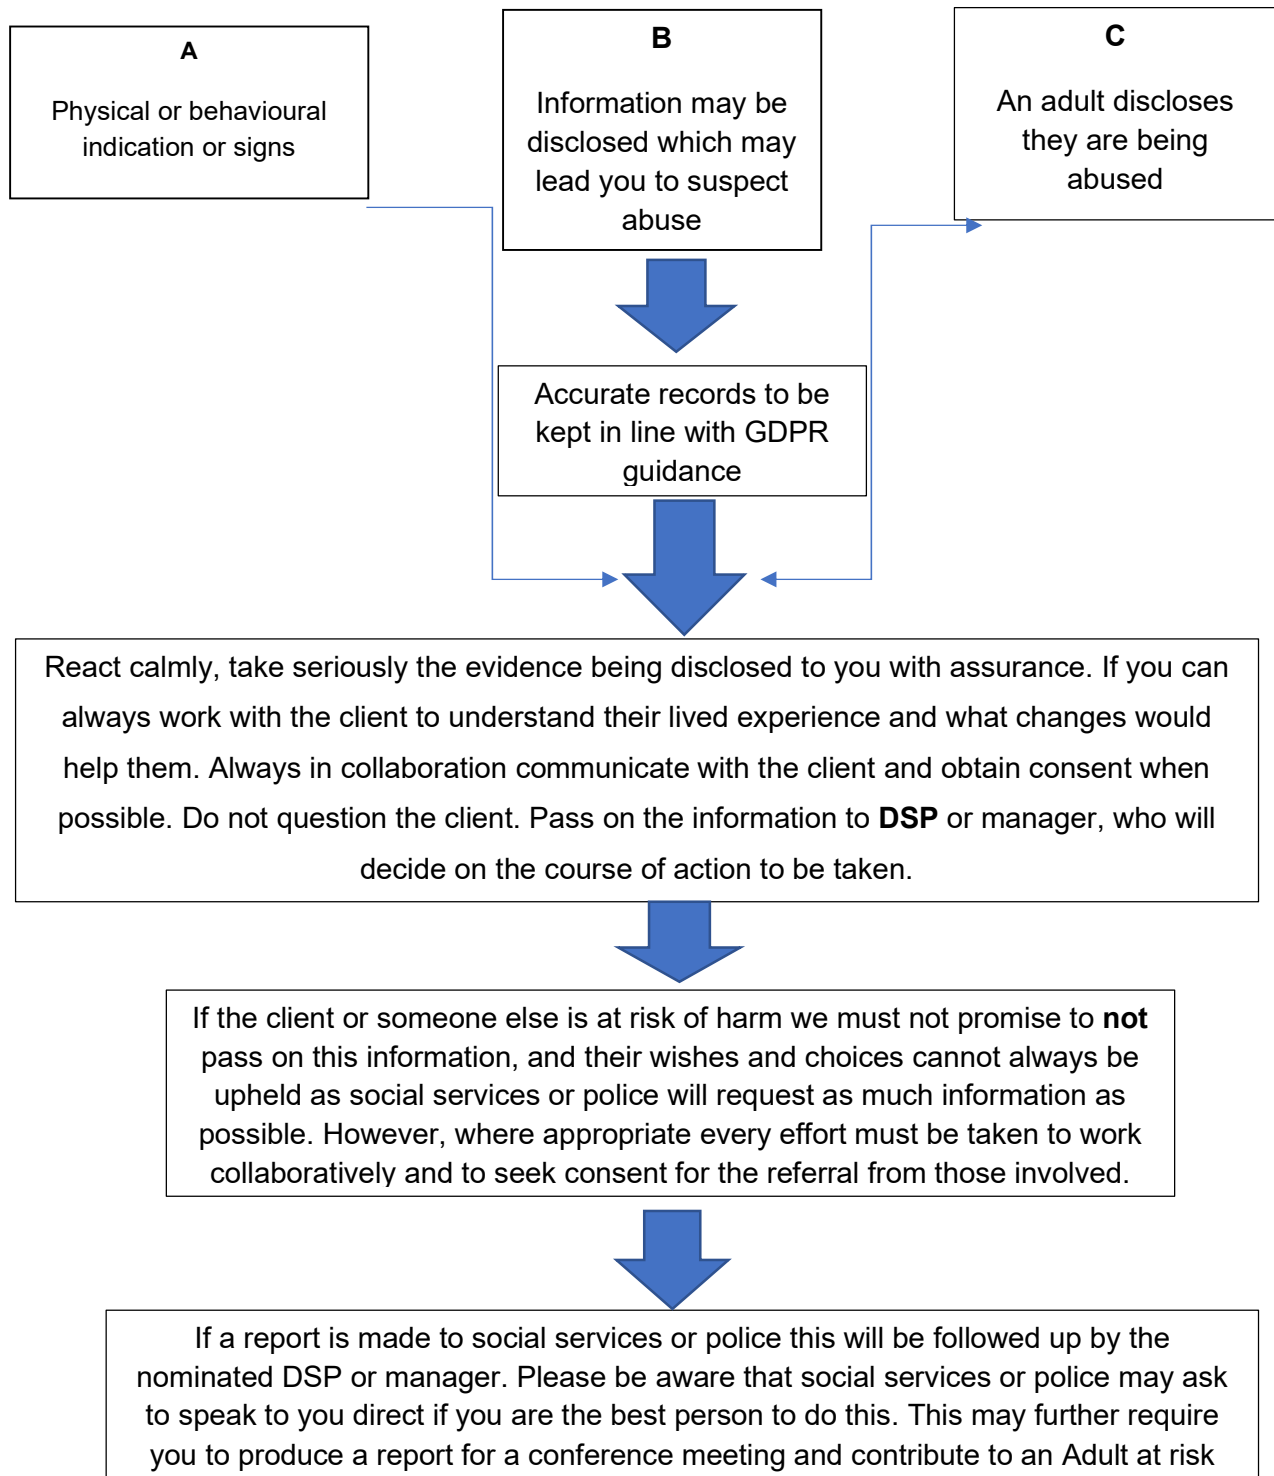 A
Physical or behavioural
indication or signs
B
Information may be
disclosed which may
lead you to suspect
abuse
C
An adult discloses
they are being
abused
Accurate records to be
kept in line with GDPR
guidance
React calmly, take seriously the evidence being disclosed to you with assurance. If you can
always work with the client to understand their lived experience and what changes would
help them. Always in collaboration communicate with the client and obtain consent when
possible. Do not question the client. Pass on the information to DSP or manager, who will
decide on the course of action to be taken.
If the client or someone else is at risk of harm we must not promise to not
pass on this information, and their wishes and choices cannot always be
upheld as social services or police will request as much information as
possible. However, where appropriate every effort must be taken to work
collaboratively and to seek consent for the referral from those involved.
If a report is made to social services or police this will be followed up by the
nominated DSP or manager. Please be aware that social services or police may ask
to speak to you direct if you are the best person to do this. This may further require
you to produce a report for a conference meeting and contribute to an Adult at risk